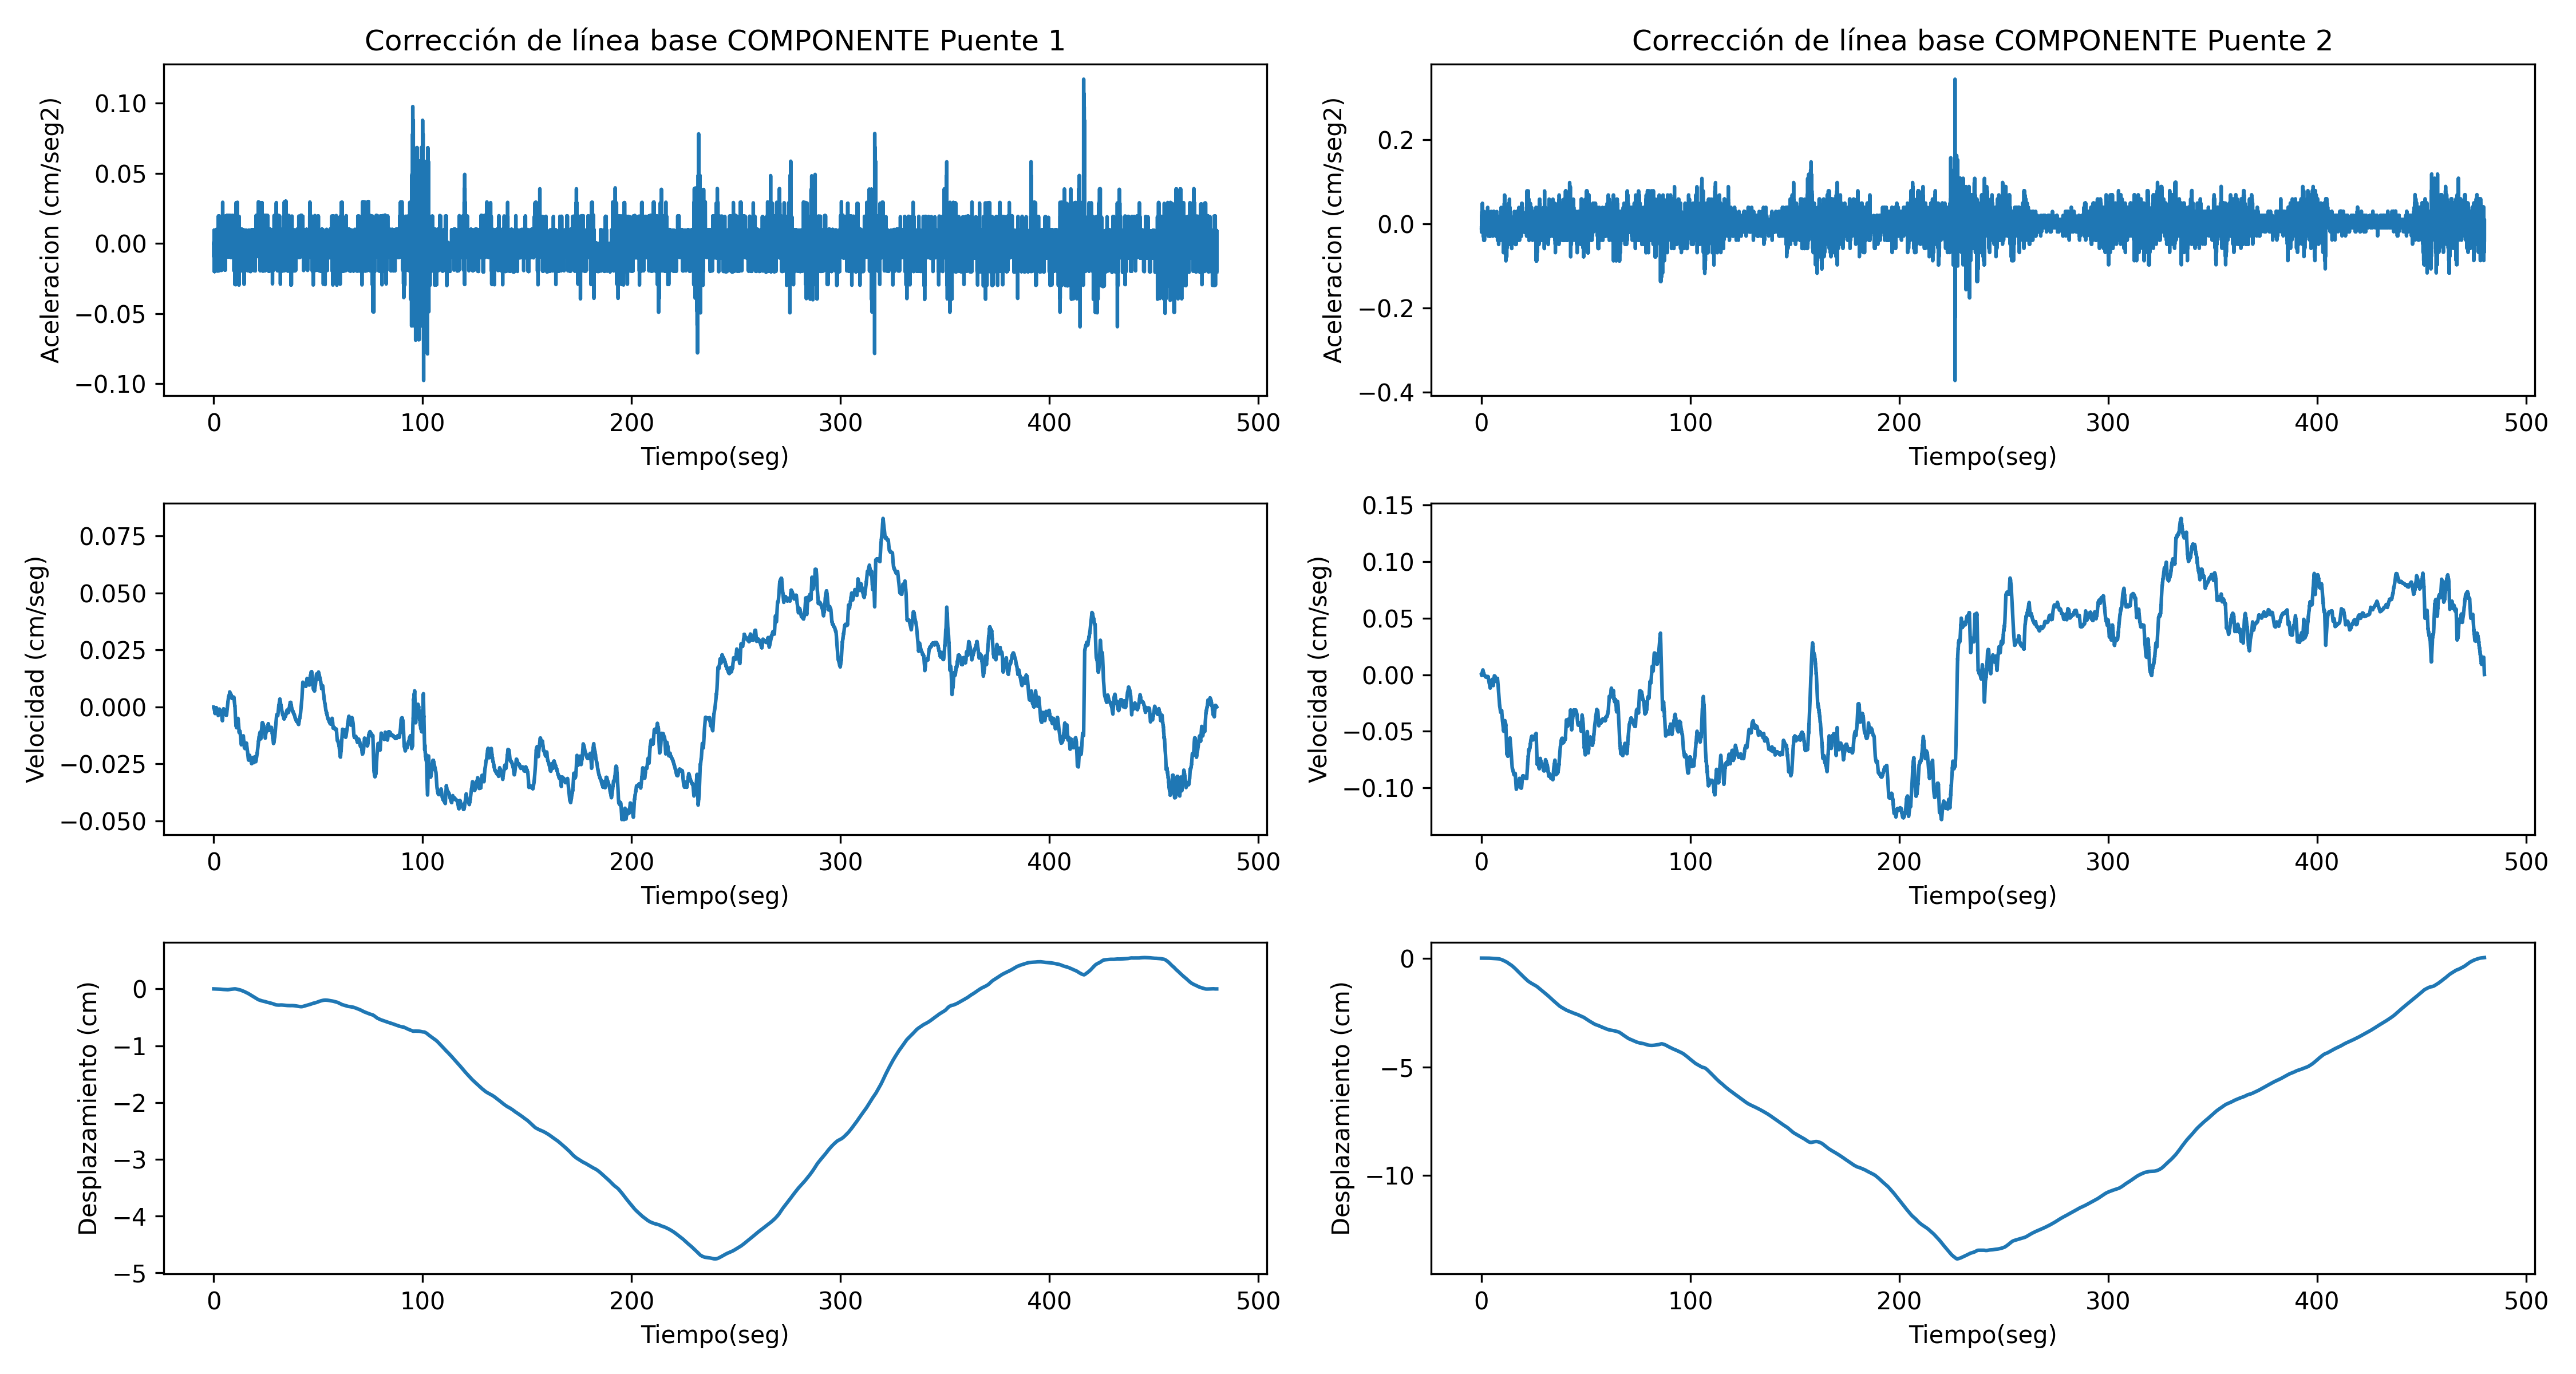 Corrección de línea base COMPONENTE Puente 1
Aceleracion (cm/seg2)
0.10
0.05
0.00
−0.05
−0.10
0 100 200 300 400 500
Tiempo(seg)
Corrección de línea base COMPONENTE Puente 2
Aceleracion (cm/seg2)
0.2
0.0
−0.2
−0.4
0 100 200 300 400 500
Tiempo(seg)
Velocidad (cm/seg)
0.075
0.050
0.025
0.000
−0.025
−0.050
0 100 200 300 400 500
Tiempo(seg)
Velocidad (cm/seg)
0.15
0.10
0.05
0.00
−0.05
−0.10
0 100 200 300 400 500
Tiempo(seg)
Desplazamiento (cm)
0
−1
−2
−3
−4
−5
0 100 200 300 400 500
Tiempo(seg)
Desplazamiento (cm)
0
−5
−10
0 100 200 300 400 500
Tiempo(seg)